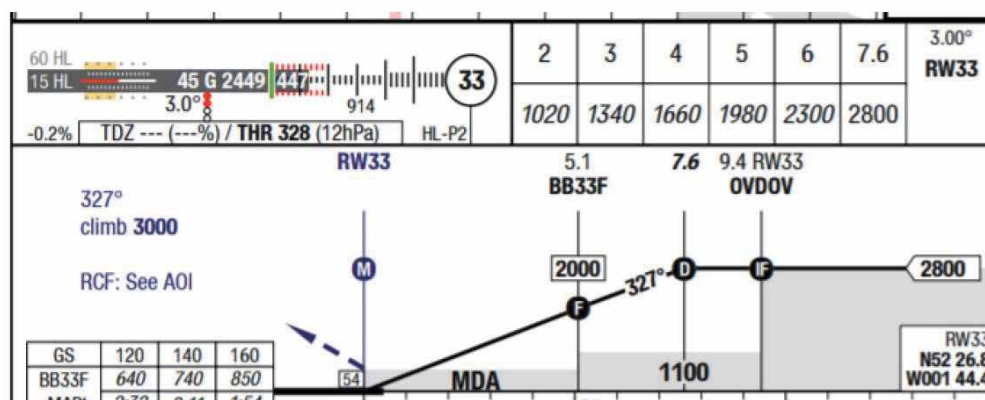 60 HL
15 HL
45 G 2449 447
33
3.0°
914
-0.2% TDZ --- (---%) / THR 328 (12hPa) HL-P2
2 3 4 5 6 7.6 3.00° RW33
1020 1340 1660 1980 2300 2800
RW33 5.1 BB33F 7.6 9.4 RW33 OVDOV
327°
climb 3000
RCF: See AOI
M 2000 327° D IF 2800
F
54 MDA 1100
GS 120 140 160
BB33F 640 740 850
RW33
N52 26.8
W001 44.4